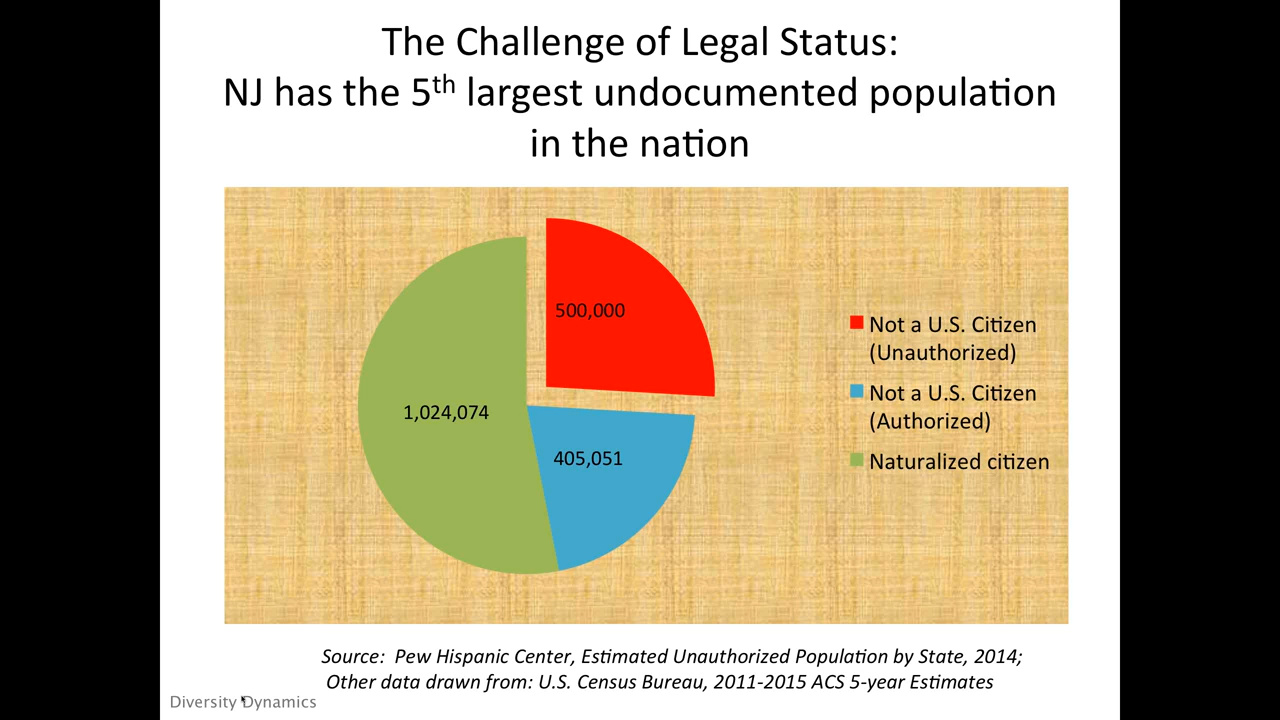 The Challenge of Legal Status:
NJ has the 5th largest undocumented population
in the nation
500,000
1,024,074
405,051
Not a U.S. Citizen
(Unauthorized)
Not a U.S. Citizen
(Authorized)
Naturalized citizen
Source: Pew Hispanic Center, Estimated Unauthorized Population by State, 2014;
Other data drawn from: U.S. Census Bureau, 2011-2015 ACS 5-year Estimates
Diversity Dynamics